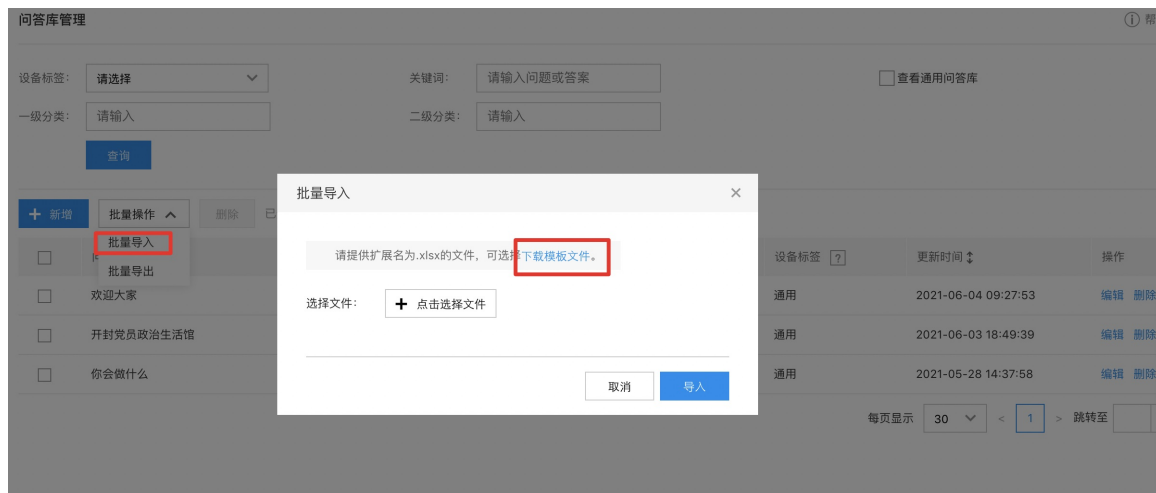 问答库管理
帮
设备标签： 请选择 关键词： 请输入问题或答案 查看通用问答库
一级分类： 请输入 二级分类： 请输入
查询
批量导入
新增 批量操作 删除 已
请提供扩展名为.xlsx的文件，可选择下载模板文件。
批量导入
设备标签 ? 更新时间 操作
批量导出
选择文件： 点击选择文件
欢迎大家 通用 2021-06-04 09:27:53 编辑 删除
开封党员政治生活馆 通用 2021-06-03 18:49:39 编辑 删除
你会做什么 通用 2021-05-28 14:37:58 编辑 删除
取消 导入
每页显示 30 < 1 > 跳转至